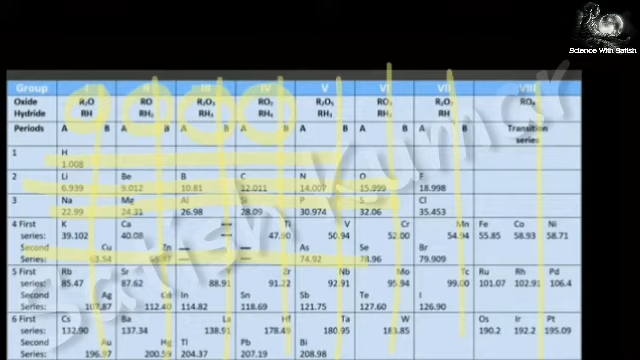 Science With Satish
Group I II III IV V VI VII VIII
Oxide R₂O RO R₂O₃ RO₂ R₂O₅ RO₃ R₂O₇ RO₄
Hydride RH RH₂ RH₃ RH₄ RH₃ RH₂ RH
Periods A B A B A B A B A B A B A B Transition series
1 H
1.008
2 Li Be B C N O F
6.939 9.012 10.81 12.011 14.007 15.999 18.998
3 Na Mg Al Si P S Cl
22.99 24.31 26.98 28.09 30.974 32.06 35.453
4 First K Ca — Ti V Cr Mn Fe Co Ni
series: 39.102 40.08 — 47.90 50.94 52.00 54.94 55.85 58.93 58.71
Second Cu Zn — — As Se Br
series: 63.54 — — 74.92 78.96 79.909
5 First Rb Sr Y Zr Nb Mo Tc Ru Rh Pd
series: 85.47 87.62 88.91 91.22 92.91 95.94 99.00 101.07 102.91 106.4
Second Ag Cd In Sn Sb Te I
series: 107.87 112.40 114.82 118.69 121.75 127.60 126.90
6 First Cs Ba La Hf Ta W Os Ir Pt
series: 132.90 137.34 138.91 178.49 180.95 183.85 190.2 192.2 195.09
Second Au Hg Tl Pb Bi
series: 196.97 200.59 204.37 207.19 208.98
Satish Kumar